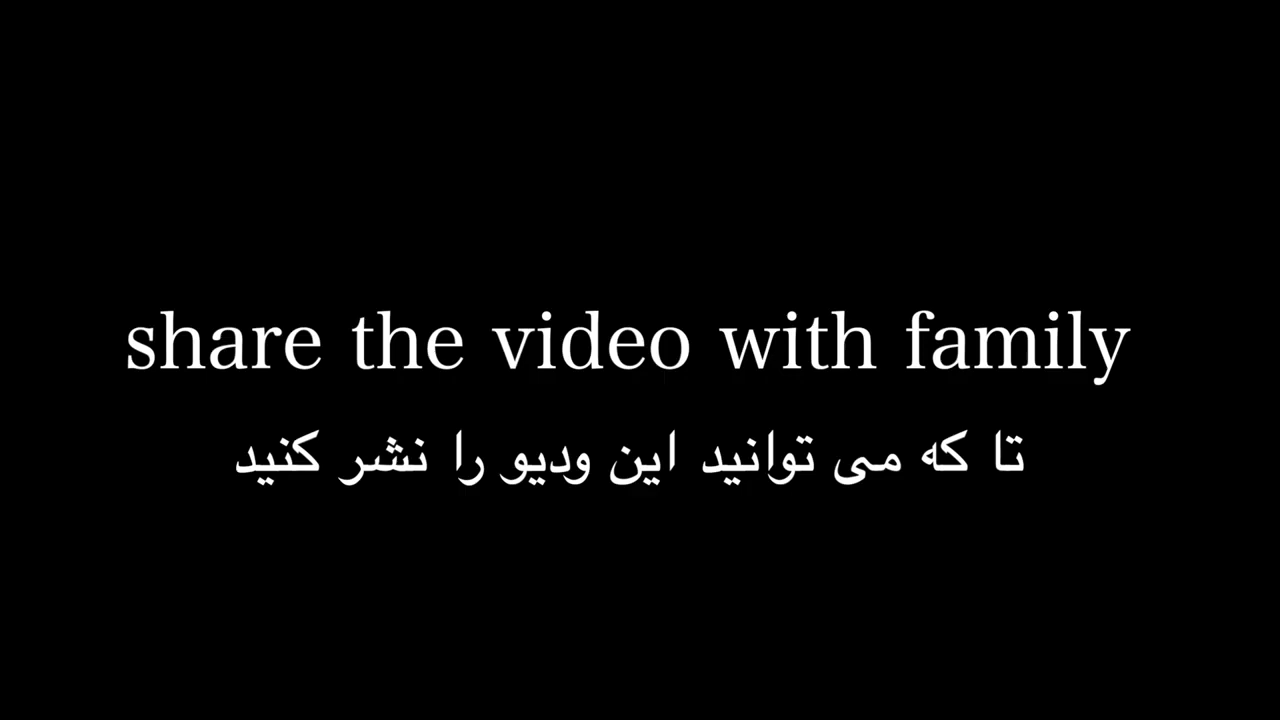 share the video with family
تا که می توانید این ودیو را نشر کنید